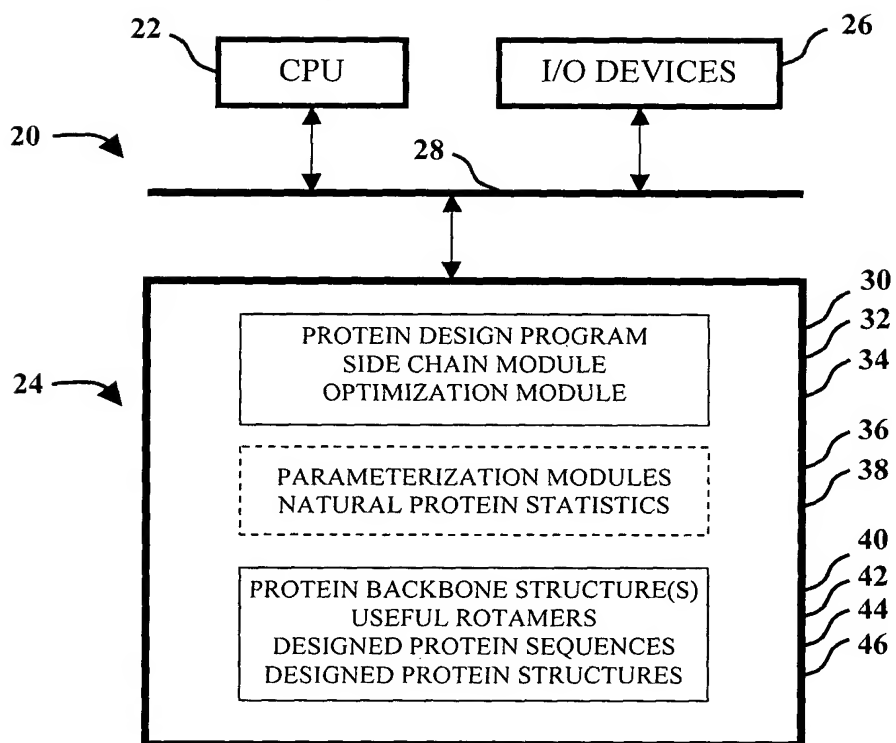 22
CPU
26
I/O DEVICES
20
28
30
PROTEIN DESIGN PROGRAM
32
SIDE CHAIN MODULE
34
OPTIMIZATION MODULE
24
36
PARAMETERIZATION MODULES
38
NATURAL PROTEIN STATISTICS
40
PROTEIN BACKBONE STRUCTURE(S)
42
USEFUL ROTAMERS
44
DESIGNED PROTEIN SEQUENCES
46
DESIGNED PROTEIN STRUCTURES